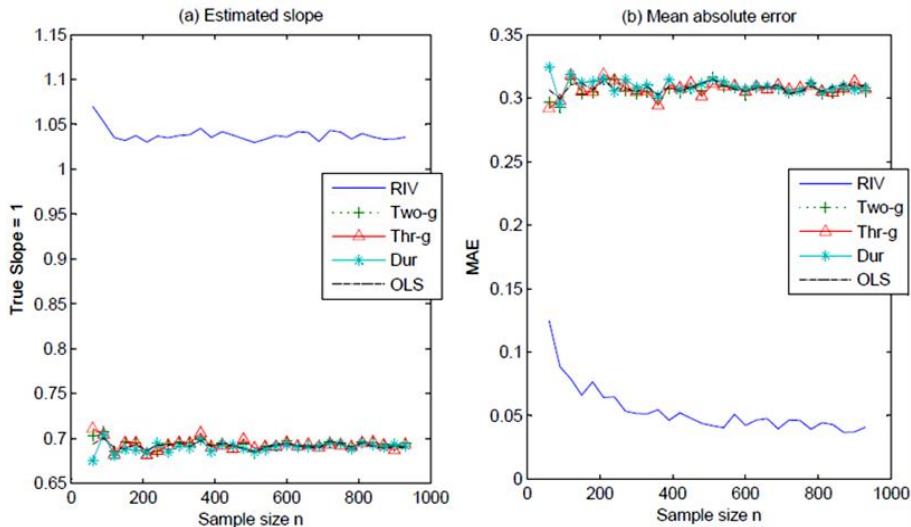 (a) Estimated slope
1.15
1.1
1.05
1
0.95
0.9
0.85
0.8
0.75
0.7
0.65
True Slope = 1
0
200
400
600
800
1000
Sample size n
RIV
Two-g
Thr-g
Dur
OLS
(b) Mean absolute error
0.35
0.3
0.25
0.2
0.15
0.1
0.05
0
MAE
0
200
400
600
800
1000
Sample size n
RIV
Two-g
Thr-g
Dur
OLS